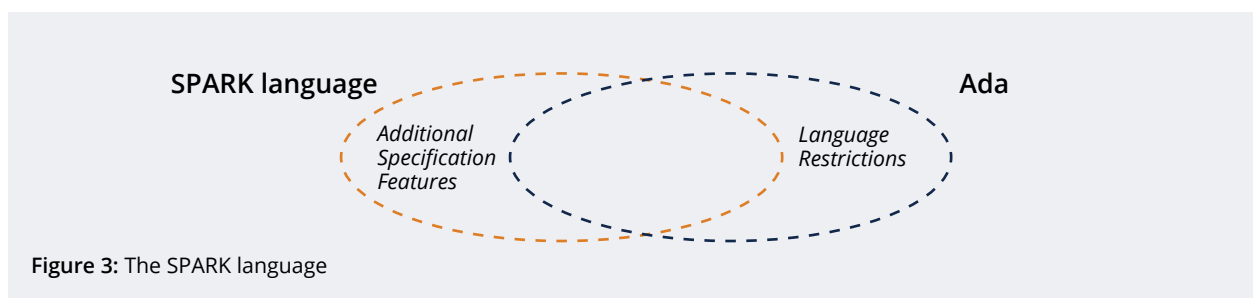 SPARK language
Ada
Additional
Specification
Features
Language
Restrictions
Figure 3: The SPARK language